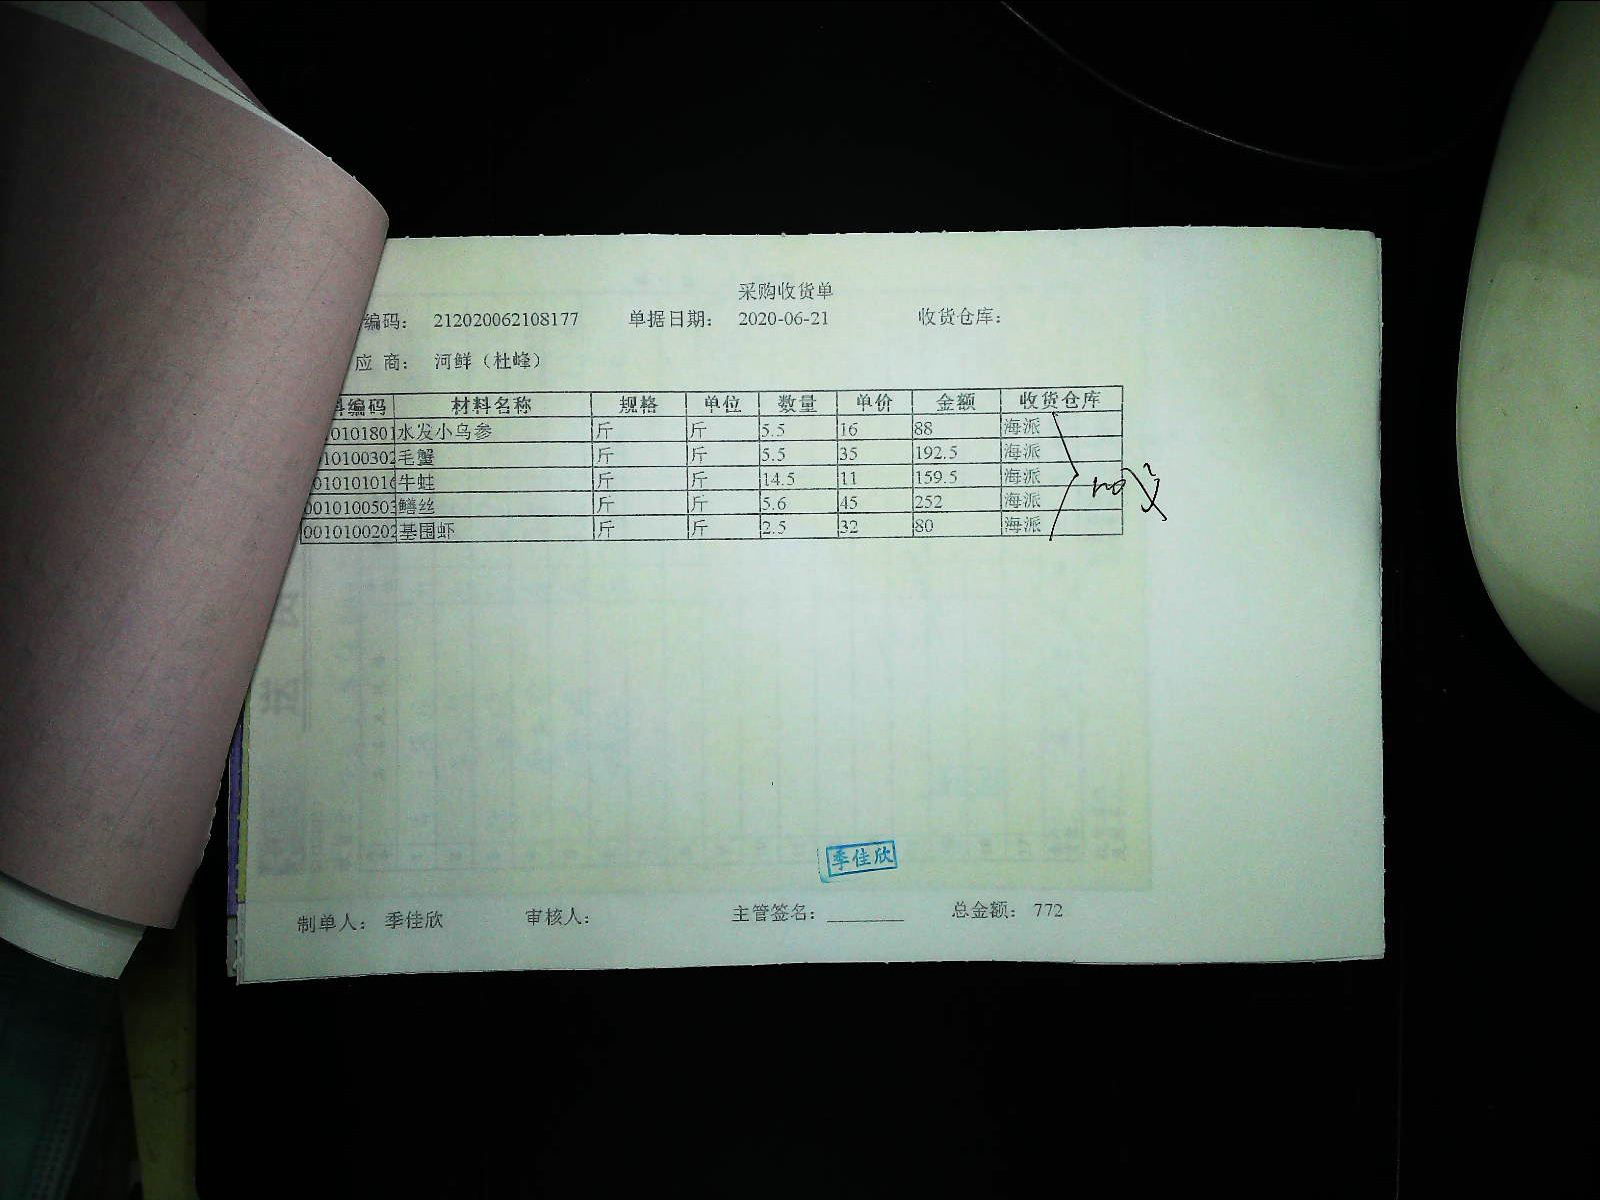 采购收货单
编码： 212020062108177 单据日期： 2020-06-21 收货仓库：
应 商： 河鲜（杜峰）
编码 材料名称 规格 单位 数量 单价 金额 收货仓库
0101801 水发小乌参 斤 斤 5.5 16 88 海派
10100302 毛蟹 斤 斤 5.5 35 192.5 海派
010101016 牛蛙 斤 斤 14.5 11 159.5 海派
0010100503 鳝丝 斤 斤 5.6 45 252 海派
0010100202 基围虾 斤 斤 2.5 32 80 海派
季佳欣
制单人： 季佳欣 审核人： 主管签名：________ 总金额： 772